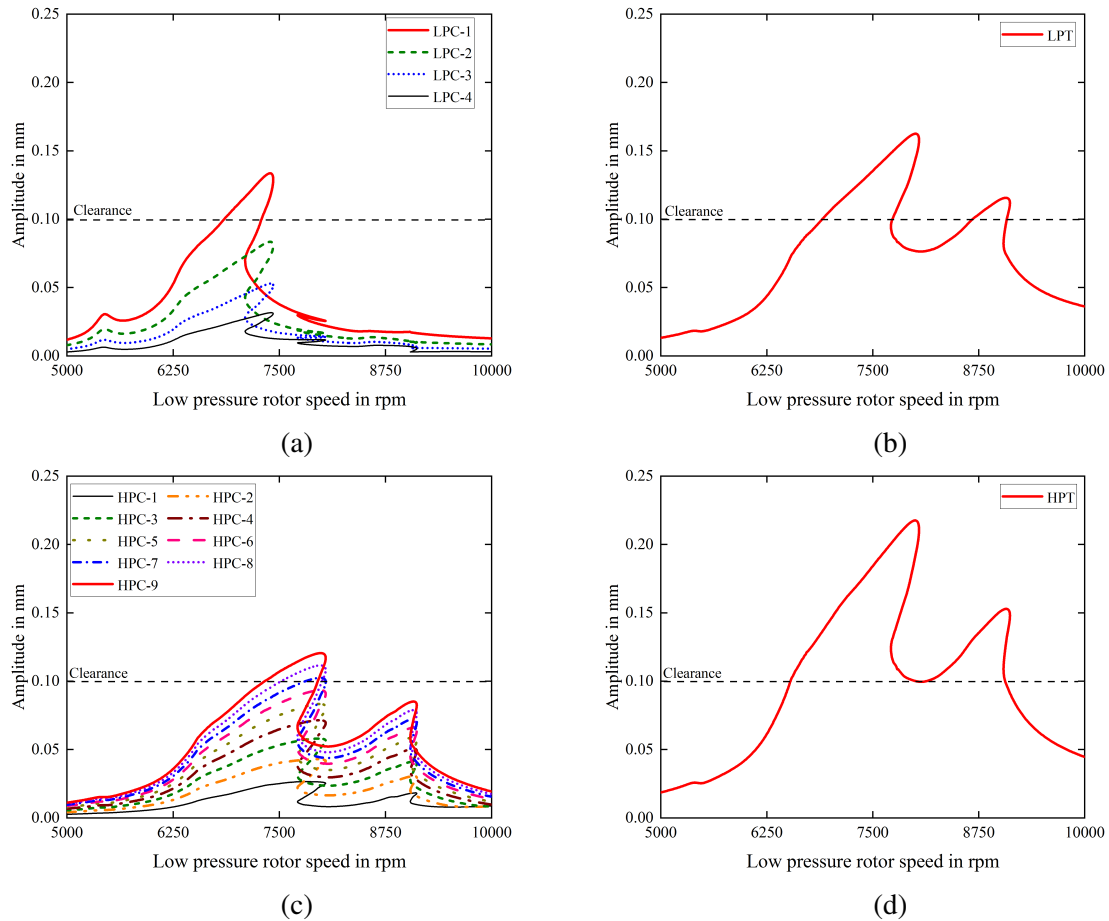 0.25
0.20
0.15
0.10
0.05
0.00
Amplitude in mm
LPC-1
LPC-2
LPC-3
LPC-4
Clearance
5000 6250 7500 8750 10000
Low pressure rotor speed in rpm
(a)
0.25
0.20
0.15
0.10
0.05
0.00
Amplitude in mm
LPT
Clearance
5000 6250 7500 8750 10000
Low pressure rotor speed in rpm
(b)
0.25
0.20
0.15
0.10
0.05
0.00
Amplitude in mm
HPC-1 HPC-2
HPC-3 HPC-4
HPC-5 HPC-6
HPC-7 HPC-8
HPC-9
Clearance
5000 6250 7500 8750 10000
Low pressure rotor speed in rpm
(c)
0.25
0.20
0.15
0.10
0.05
0.00
Amplitude in mm
HPT
Clearance
5000 6250 7500 8750 10000
Low pressure rotor speed in rpm
(d)